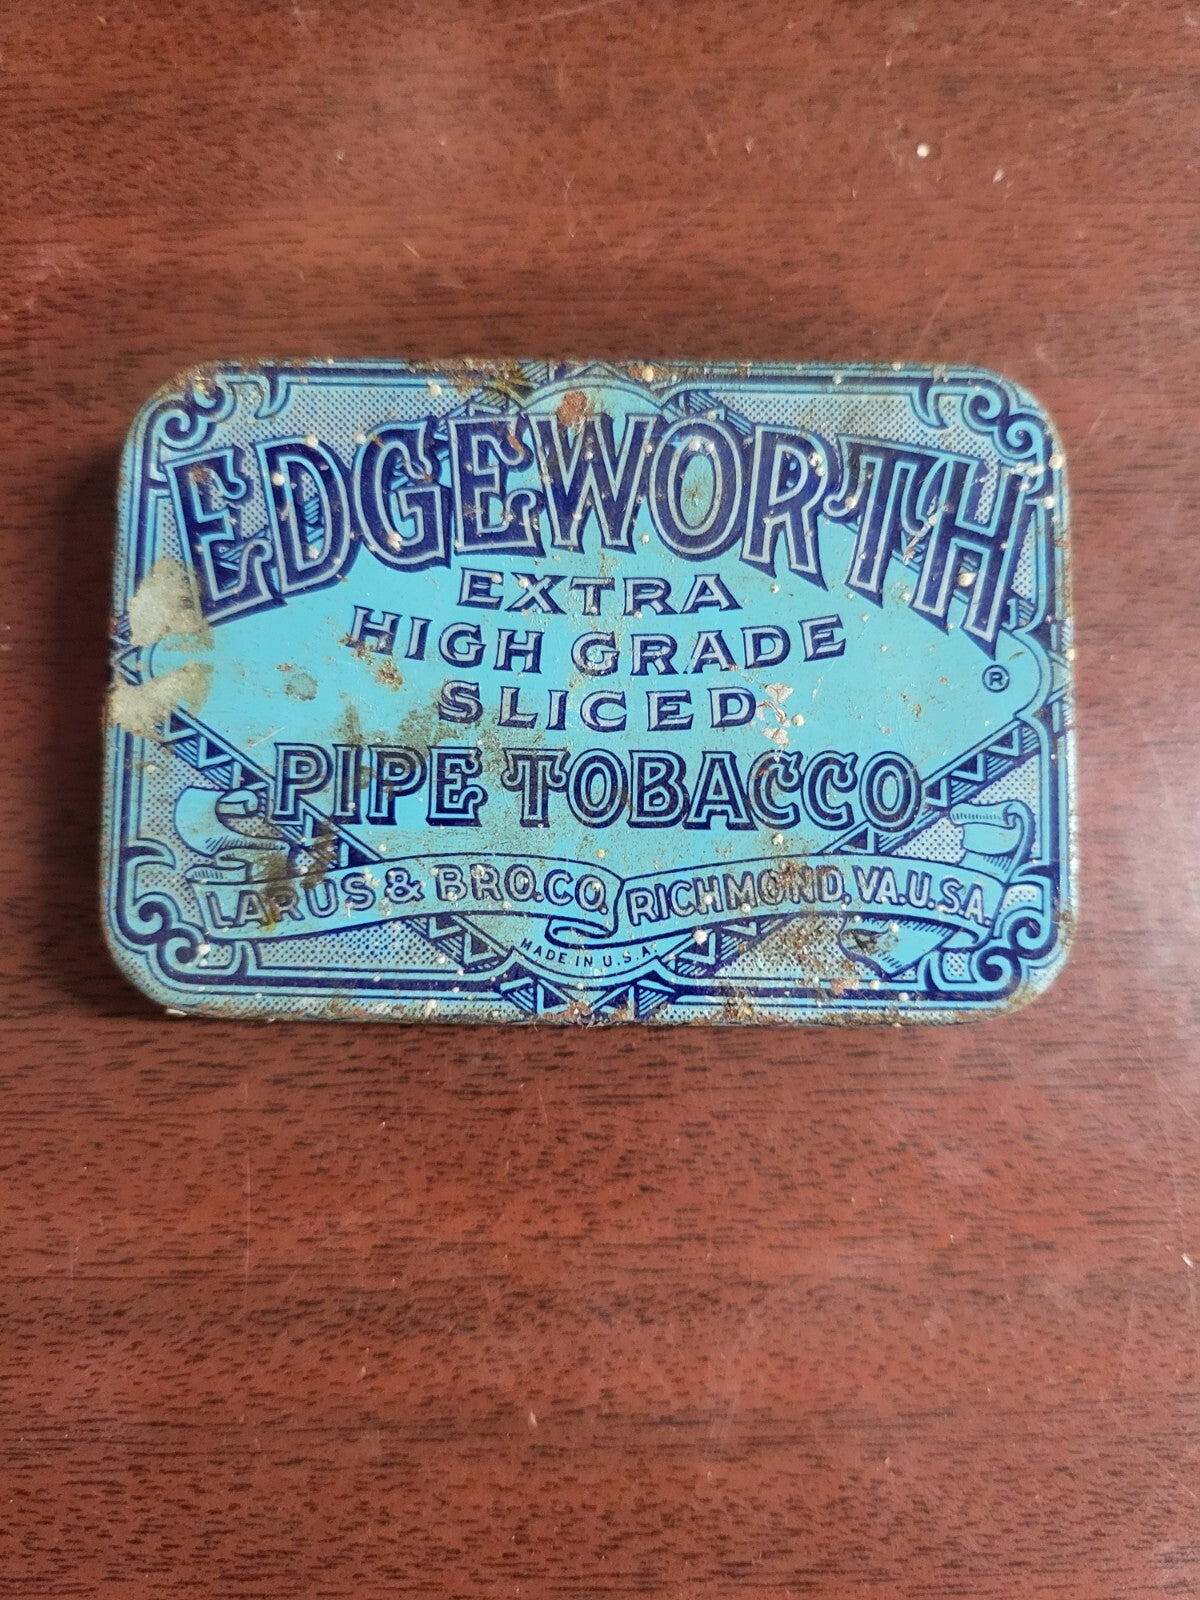 EDGEWORTH
EXTRA
HIGH GRADE
SLICED
®
PIPE TOBACCO
LARUS & BRO. CO. RICHMOND, VA. U.S.A.
MADE IN U.S.A.